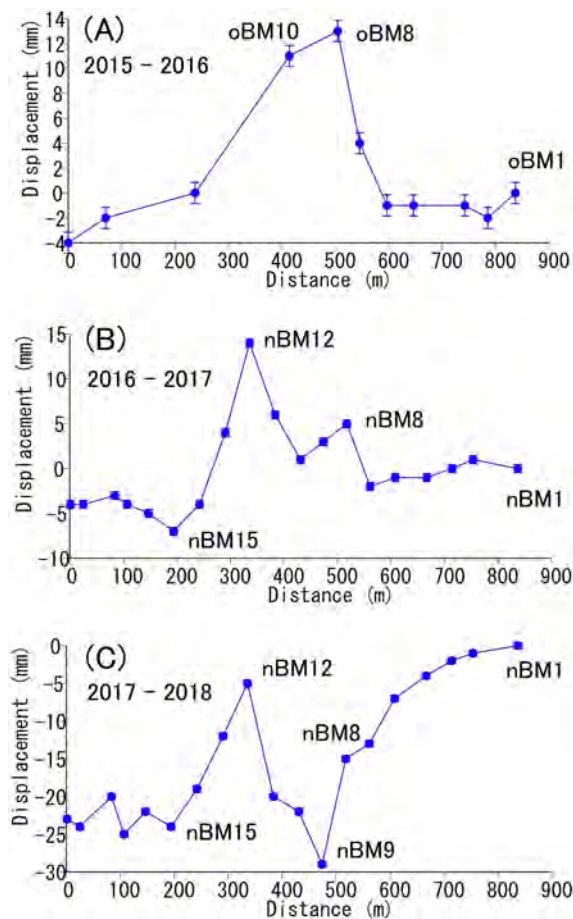 (A)
2015 - 2016
oBM10
oBM8
oBM1
Displacement (mm)
14
12
10
8
6
4
2
0
-2
-4
0 100 200 300 400 500 600 700 800 900
Distance (m)
(B)
2016 - 2017
nBM12
nBM8
nBM15
nBM1
Displacement (mm)
15
10
5
0
-5
-10
0 100 200 300 400 500 600 700 800 900
Distance (m)
(C)
2017 - 2018
nBM12
nBM1
nBM8
nBM15
nBM9
Displacement (mm)
0
-5
-10
-15
-20
-25
-30
0 100 200 300 400 500 600 700 800 900
Distance (m)